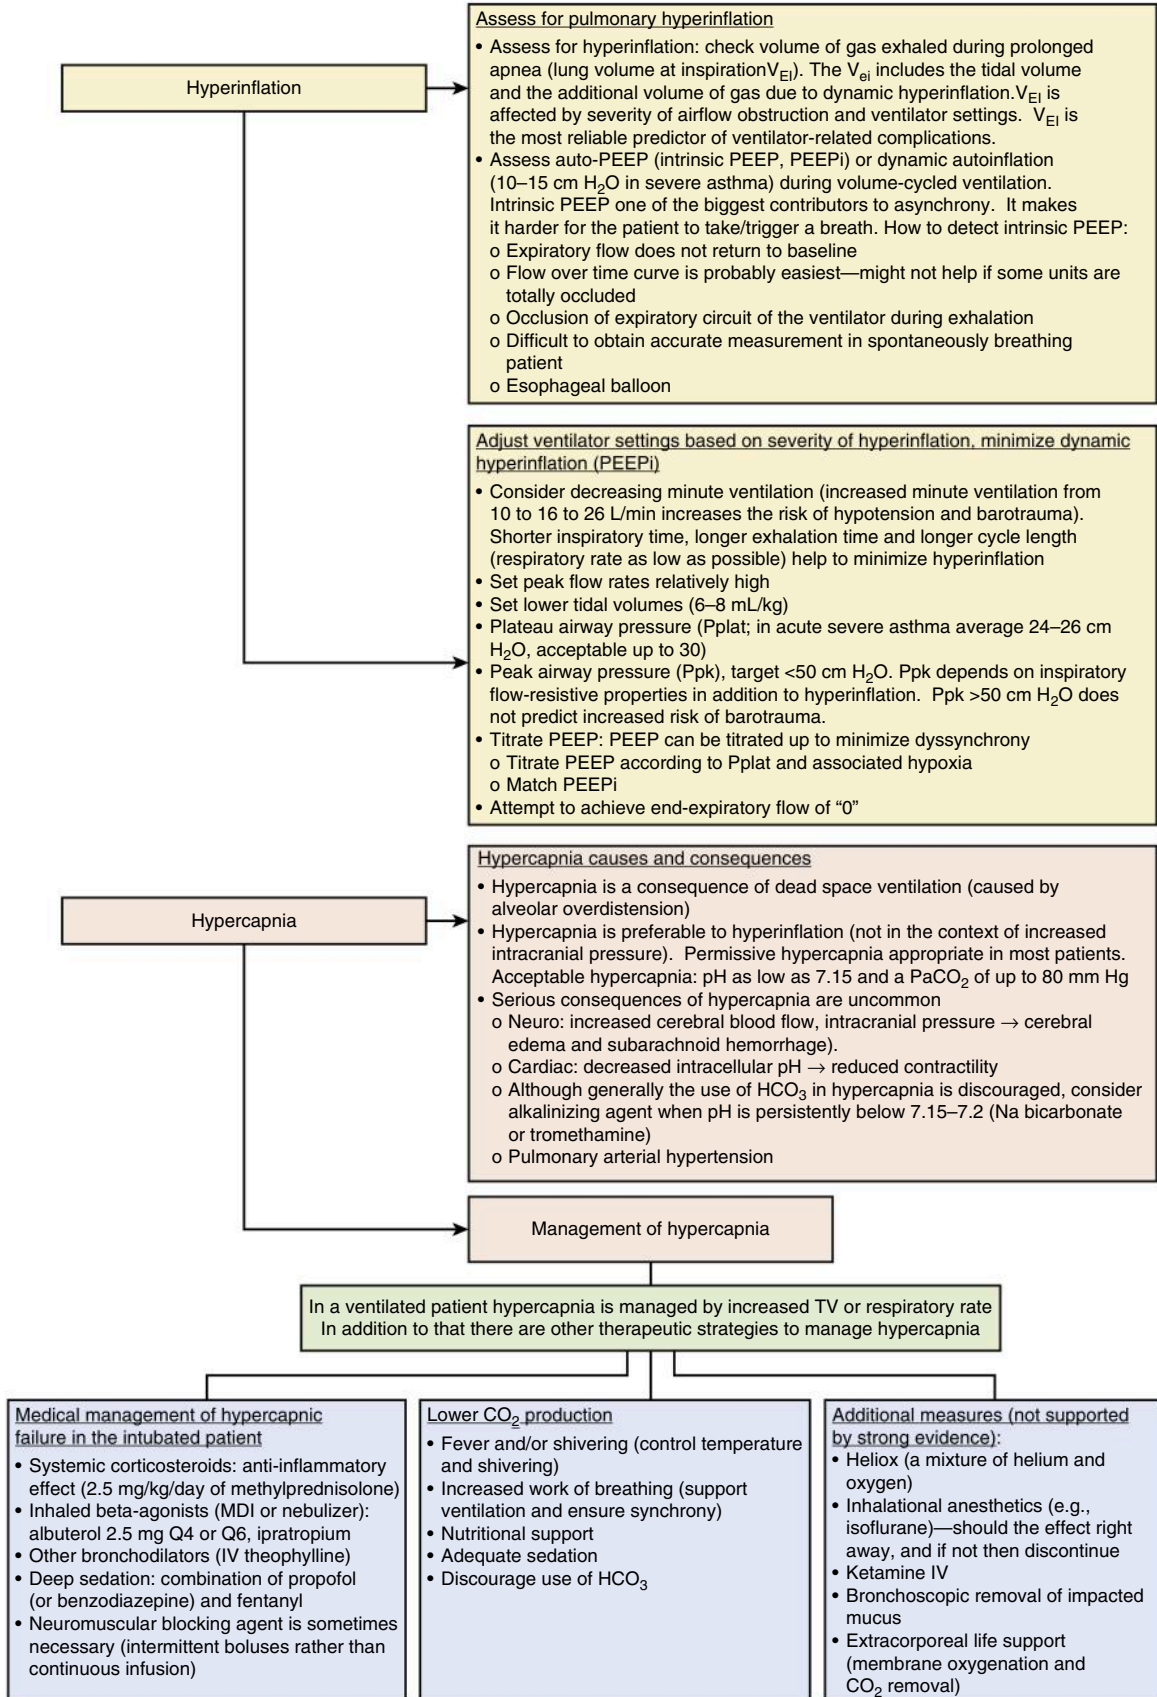 Hyperinflation
Assess for pulmonary hyperinflation
• Assess for hyperinflation: check volume of gas exhaled during prolonged
apnea (lung volume at inspirationVEI). The Vei includes the tidal volume
and the additional volume of gas due to dynamic hyperinflation.VEI is
affected by severity of airflow obstruction and ventilator settings. VEI is
the most reliable predictor of ventilator-related complications.
• Assess auto-PEEP (intrinsic PEEP, PEEPi) or dynamic autoinflation
(10–15 cm H2O in severe asthma) during volume-cycled ventilation.
Intrinsic PEEP one of the biggest contributors to asynchrony. It makes
it harder for the patient to take/trigger a breath. How to detect intrinsic PEEP:
o Expiratory flow does not return to baseline
o Flow over time curve is probably easiest—might not help if some units are
totally occluded
o Occlusion of expiratory circuit of the ventilator during exhalation
o Difficult to obtain accurate measurement in spontaneously breathing
patient
o Esophageal balloon
Adjust ventilator settings based on severity of hyperinflation, minimize dynamic
hyperinflation (PEEPi)
• Consider decreasing minute ventilation (increased minute ventilation from
10 to 16 to 26 L/min increases the risk of hypotension and barotrauma).
Shorter inspiratory time, longer exhalation time and longer cycle length
(respiratory rate as low as possible) help to minimize hyperinflation
• Set peak flow rates relatively high
• Set lower tidal volumes (6–8 mL/kg)
• Plateau airway pressure (Pplat; in acute severe asthma average 24–26 cm
H2O, acceptable up to 30)
• Peak airway pressure (Ppk), target <50 cm H2O. Ppk depends on inspiratory
flow-resistive properties in addition to hyperinflation. Ppk >50 cm H2O does
not predict increased risk of barotrauma.
• Titrate PEEP: PEEP can be titrated up to minimize dyssynchrony
o Titrate PEEP according to Pplat and associated hypoxia
o Match PEEPi
• Attempt to achieve end-expiratory flow of “0”
Hypercapnia
Hypercapnia causes and consequences
• Hypercapnia is a consequence of dead space ventilation (caused by
alveolar overdistension)
• Hypercapnia is preferable to hyperinflation (not in the context of increased
intracranial pressure). Permissive hypercapnia appropriate in most patients.
Acceptable hypercapnia: pH as low as 7.15 and a PaCO2 of up to 80 mm Hg
• Serious consequences of hypercapnia are uncommon
o Neuro: increased cerebral blood flow, intracranial pressure → cerebral
edema and subarachnoid hemorrhage).
o Cardiac: decreased intracellular pH → reduced contractility
o Although generally the use of HCO3 in hypercapnia is discouraged, consider
alkalinizing agent when pH is persistently below 7.15–7.2 (Na bicarbonate
or tromethamine)
o Pulmonary arterial hypertension
Management of hypercapnia
In a ventilated patient hypercapnia is managed by increased TV or respiratory rate
In addition to that there are other therapeutic strategies to manage hypercapnia
Medical management of hypercapnic
failure in the intubated patient
• Systemic corticosteroids: anti-inflammatory
effect (2.5 mg/kg/day of methylprednisolone)
• Inhaled beta-agonists (MDI or nebulizer):
albuterol 2.5 mg Q4 or Q6, ipratropium
• Other bronchodilators (IV theophylline)
• Deep sedation: combination of propofol
(or benzodiazepine) and fentanyl
• Neuromuscular blocking agent is sometimes
necessary (intermittent boluses rather than
continuous infusion)
Lower CO2 production
• Fever and/or shivering (control temperature
and shivering)
• Increased work of breathing (support
ventilation and ensure synchrony)
• Nutritional support
• Adequate sedation
• Discourage use of HCO3
Additional measures (not supported
by strong evidence):
• Heliox (a mixture of helium and
oxygen)
• Inhalational anesthetics (e.g.,
isoflurane)—should the effect right
away, and if not then discontinue
• Ketamine IV
• Bronchoscopic removal of impacted
mucus
• Extracorporeal life support
(membrane oxygenation and
CO2 removal)